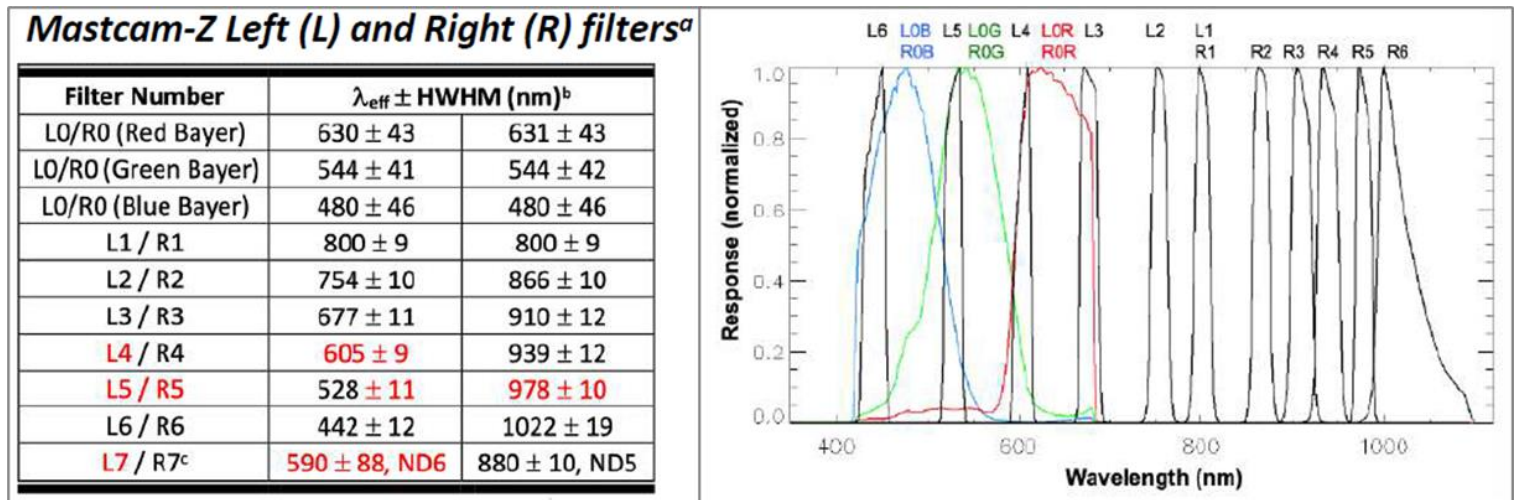 Mastcam-Z Left (L) and Right (R) filtersᵃ
Filter Number λeff ± HWHM (nm)ᵇ
L0/R0 (Red Bayer) 630 ± 43 631 ± 43
L0/R0 (Green Bayer) 544 ± 41 544 ± 42
L0/R0 (Blue Bayer) 480 ± 46 480 ± 46
L1 / R1 800 ± 9 800 ± 9
L2 / R2 754 ± 10 866 ± 10
L3 / R3 677 ± 11 910 ± 12
L4 / R4 605 ± 9 939 ± 12
L5 / R5 528 ± 11 978 ± 10
L6 / R6 442 ± 12 1022 ± 19
L7 / R7ᶜ 590 ± 88, ND6 880 ± 10, ND5
L6 L0B L5 L0G L4 L0R L3 L2 L1
R0B R0G R0R R1 R2 R3 R4 R5 R6
1.0
0.8
0.6
0.4
0.2
0.0
Response (normalized)
400 600 800 1000
Wavelength (nm)